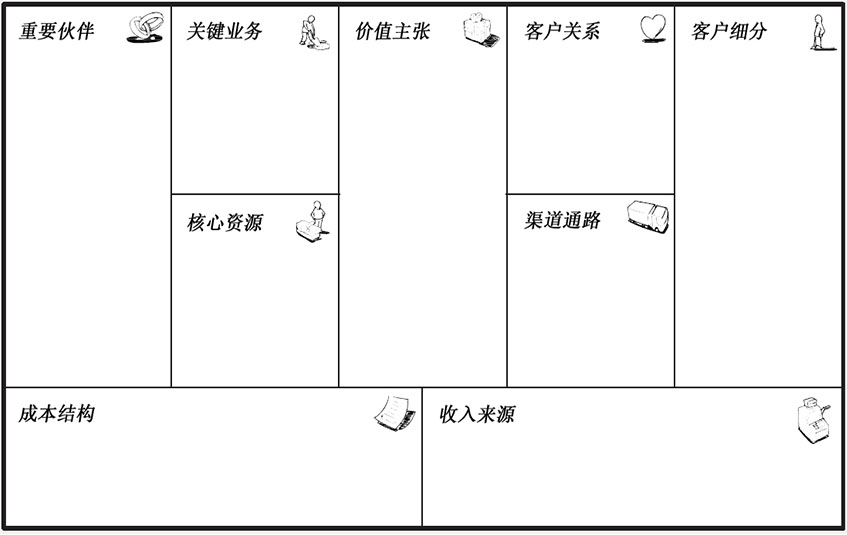 重要伙伴
关键业务
价值主张
客户关系
客户细分
核心资源
渠道通路
成本结构
收入来源